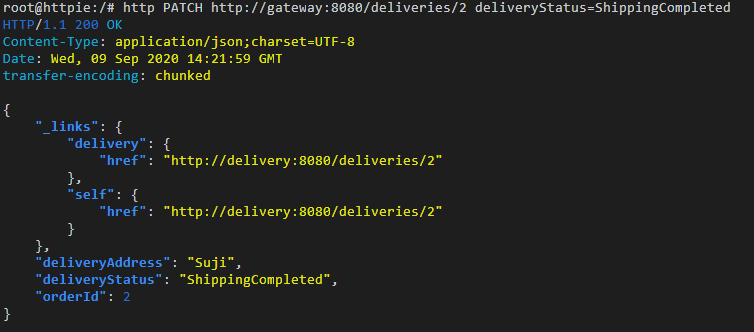 root@httpie:/# http PATCH http://gateway:8080/deliveries/2 deliveryStatus=ShippingCompleted
HTTP/1.1 200 OK
Content-Type: application/json;charset=UTF-8
Date: Wed, 09 Sep 2020 14:21:59 GMT
transfer-encoding: chunked

{
    "_links": {
        "delivery": {
            "href": "http://delivery:8080/deliveries/2"
        },
        "self": {
            "href": "http://delivery:8080/deliveries/2"
        }
    },
    "deliveryAddress": "Suji",
    "deliveryStatus": "ShippingCompleted",
    "orderId": 2
}